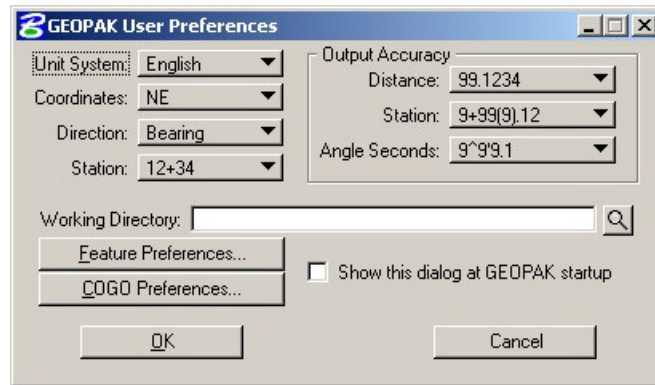 GEOPAK User Preferences
Unit System: English
Coordinates: NE
Direction: Bearing
Station: 12+34
Output Accuracy
Distance: 99.1234
Station: 9+99(9).12
Angle Seconds: 9^9'9.1
Working Directory:
Feature Preferences...
COGO Preferences...
Show this dialog at GEOPAK startup
OK
Cancel